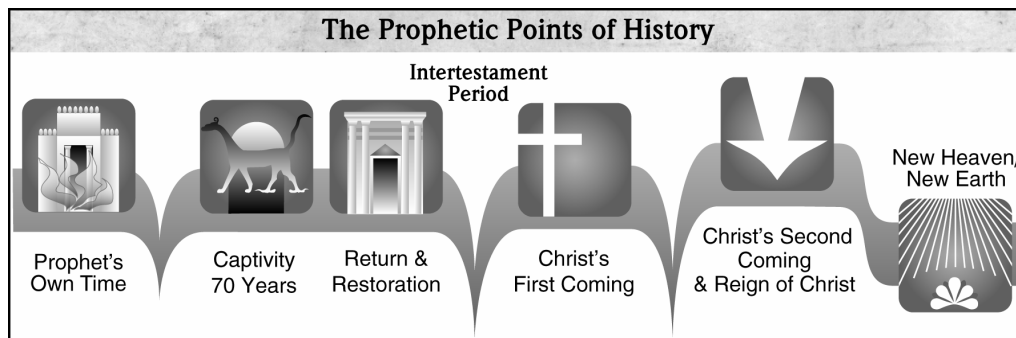 The Prophetic Points of History
Intertestament
Period
Prophet's
Own Time
Captivity
70 Years
Return &
Restoration
Christ's
First Coming
Christ's Second
Coming
& Reign of Christ
New Heaven,
New Earth